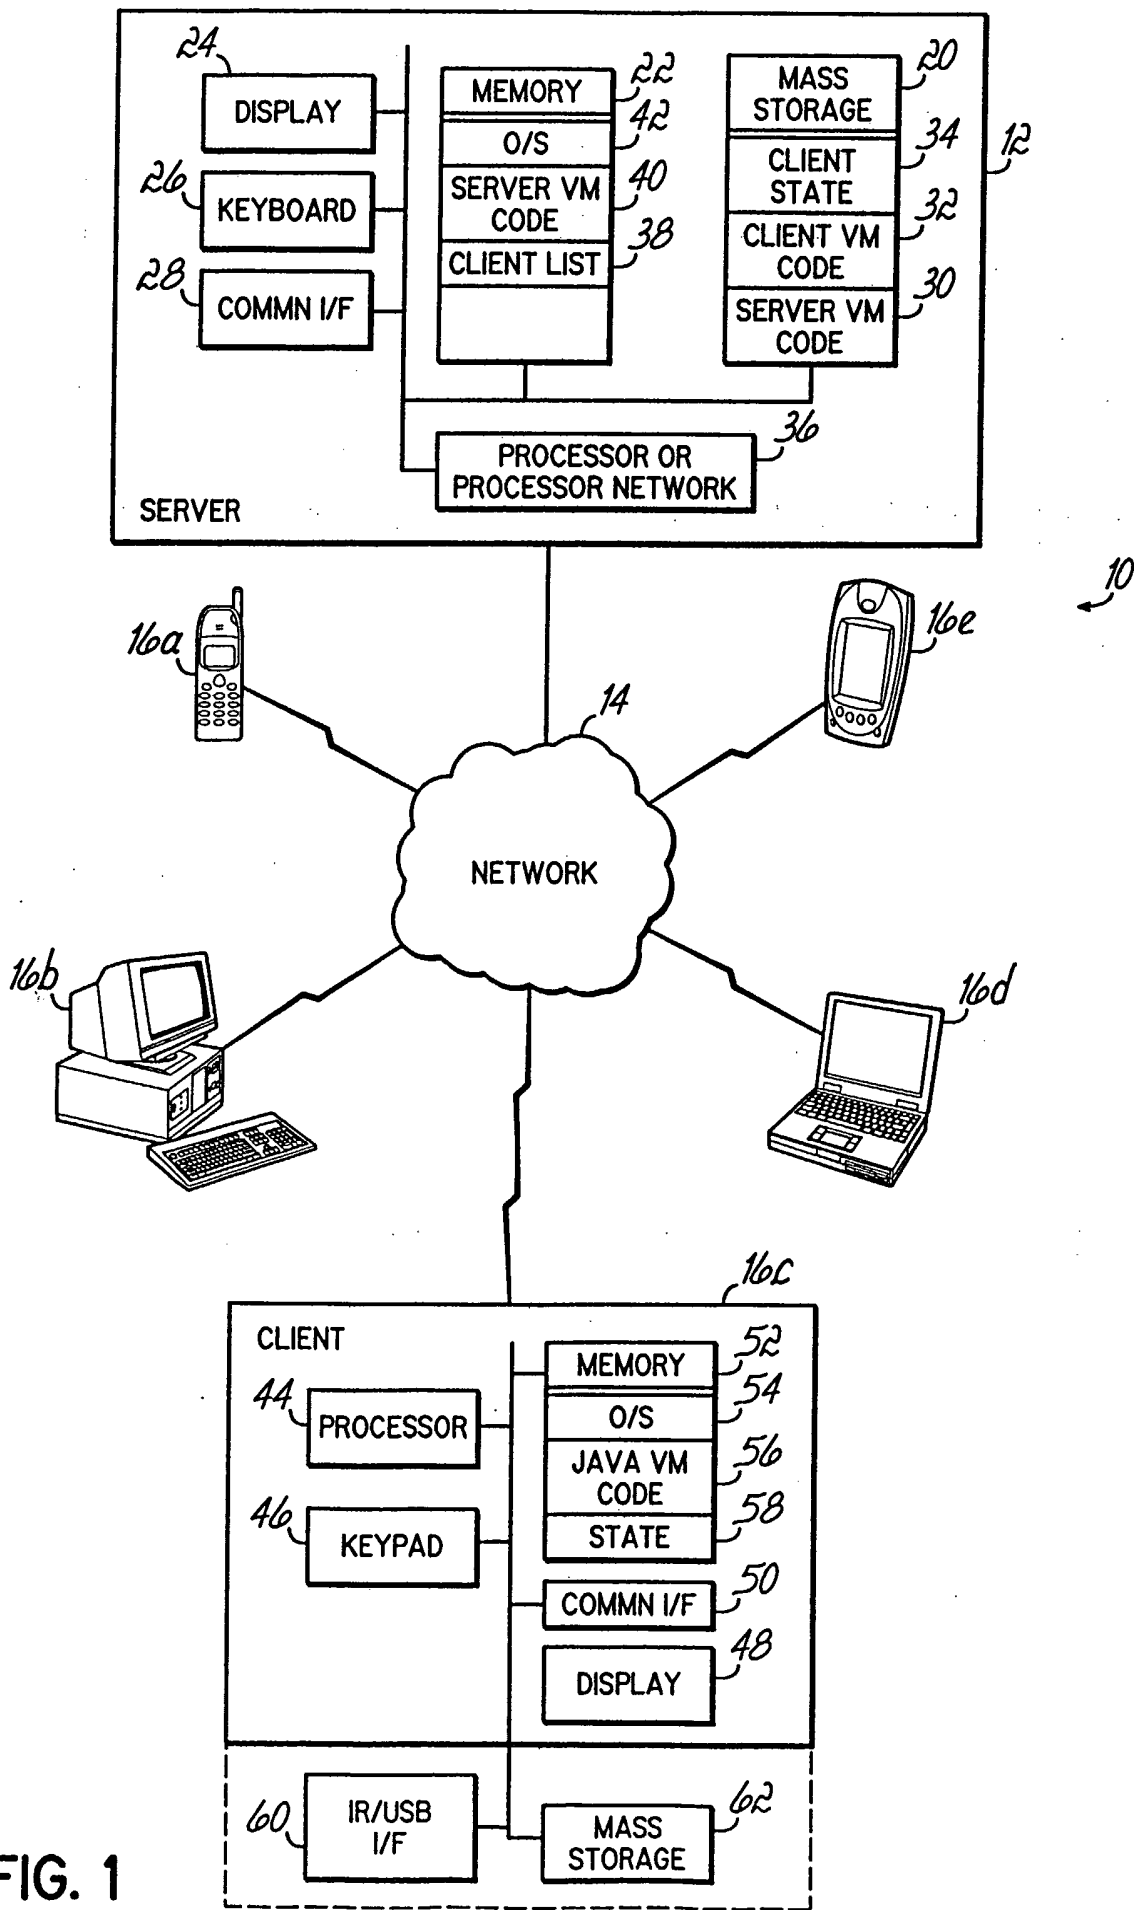 24
DISPLAY
26
KEYBOARD
28
COMMN I/F
MEMORY
22
O/S
42
SERVER VM
CODE
40
CLIENT LIST
38
MASS
STORAGE
20
CLIENT
STATE
34
CLIENT VM
CODE
32
SERVER VM
CODE
30
12
PROCESSOR OR
PROCESSOR NETWORK
36
SERVER
10
16a
16e
14
NETWORK
16b
16d
16c
CLIENT
44
PROCESSOR
46
KEYPAD
MEMORY
52
O/S
54
JAVA VM
CODE
56
STATE
58
COMMN I/F
50
DISPLAY
48
60
IR/USB
I/F
MASS
STORAGE
62
FIG. 1